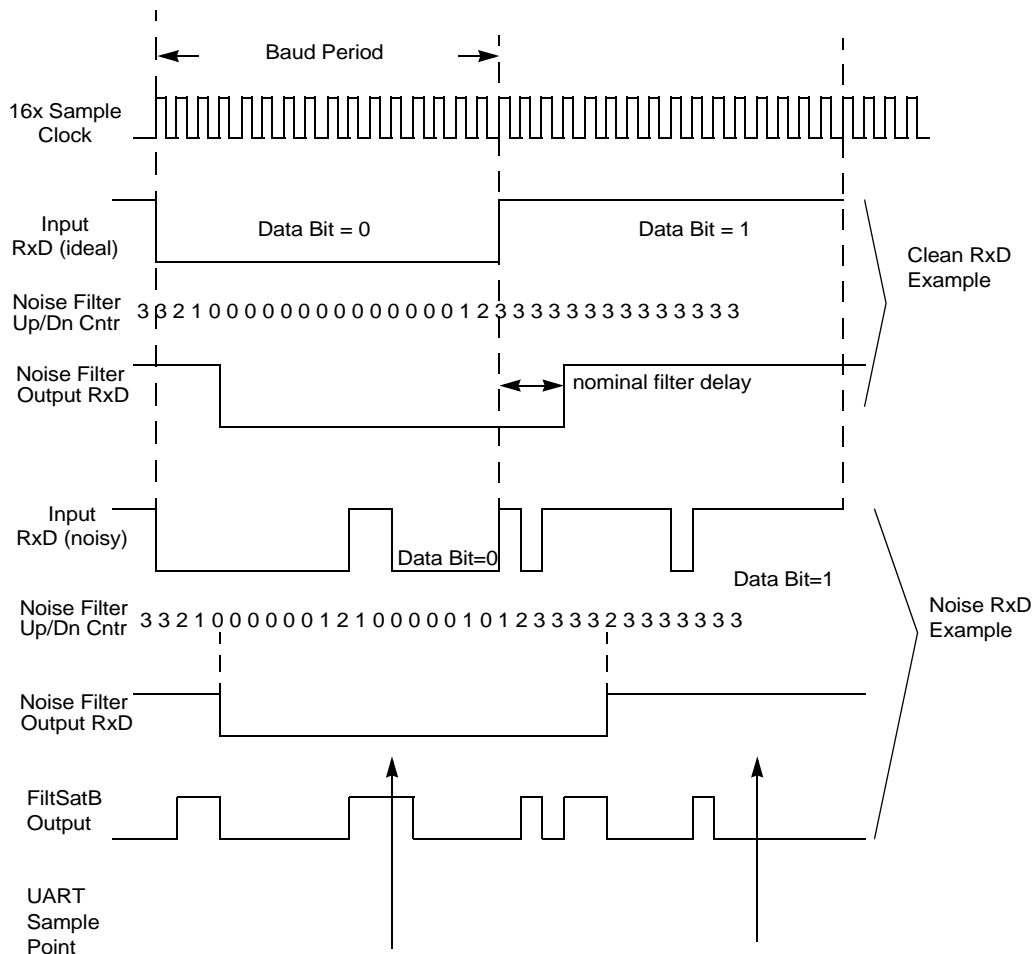 Baud Period
16x Sample
Clock
Input
RxD (ideal)
Data Bit = 0
Data Bit = 1
Clean RxD
Example
Noise Filter
Up/Dn Cntr
3 3 2 1 0 0 0 0 0 0 0 0 0 0 0 0 0 0 1 2 3 3 3 3 3 3 3 3 3 3 3 3 3 3
Noise Filter
Output RxD
nominal filter delay
Input
RxD (noisy)
Data Bit=0
Data Bit=1
Noise Filter
Up/Dn Cntr
3 3 2 1 0 0 0 0 0 0 1 2 1 0 0 0 0 0 1 0 1 2 3 3 3 3 2 3 3 3 3 3 3 3
Noise RxD
Example
Noise Filter
Output RxD
FiltSatB
Output
UART
Sample
Point